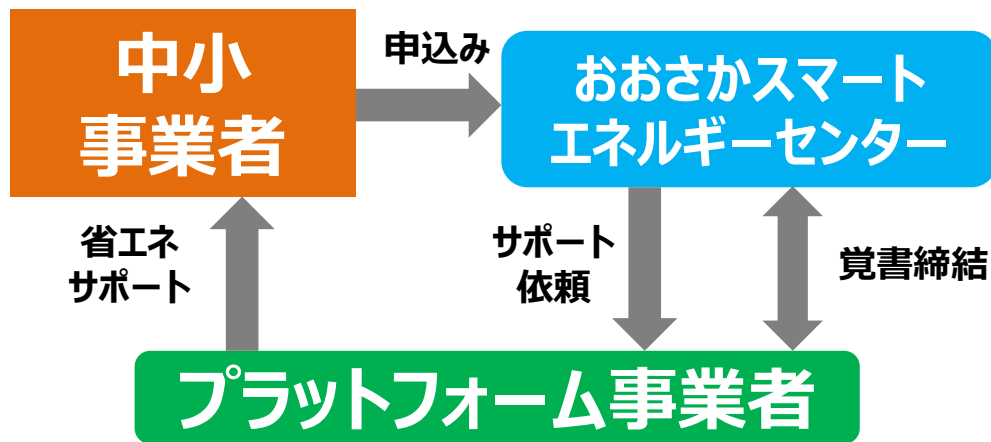 中小
事業者
申込み
おおさかスマート
エネルギーセンター
省エネ
サポート
サポート
依頼
覚書締結
プラットフォーム事業者